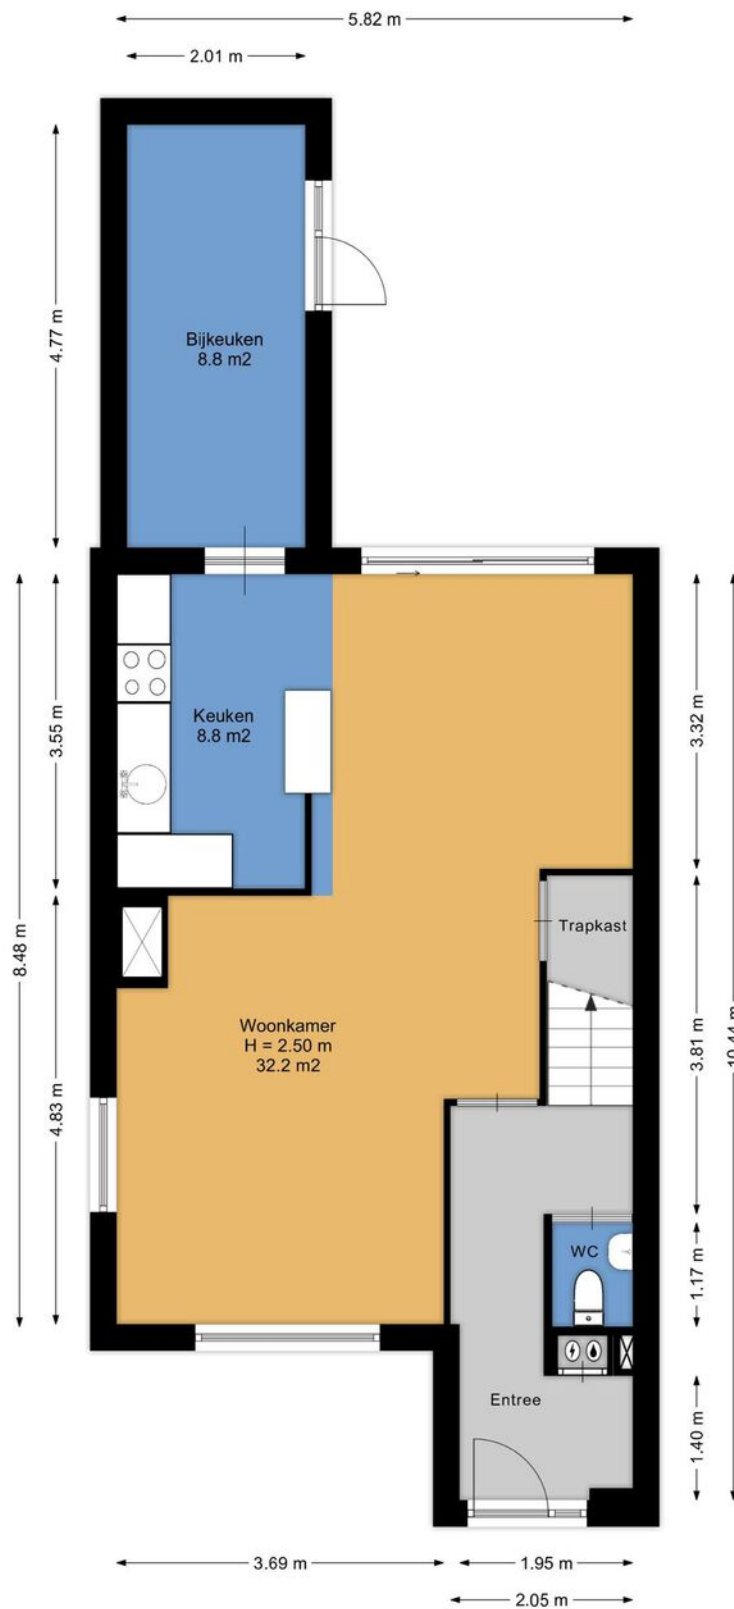 5.82 m
2.01 m
4.77 m
Bijkeuken
8.8 m2
3.55 m
Keuken
8.8 m2
3.32 m
8.48 m
Trapkast
Woonkamer
H = 2.50 m
32.2 m2
3.81 m
10.44 m
4.83 m
WC
1.17 m
Entree
1.40 m
3.69 m
1.95 m
2.05 m